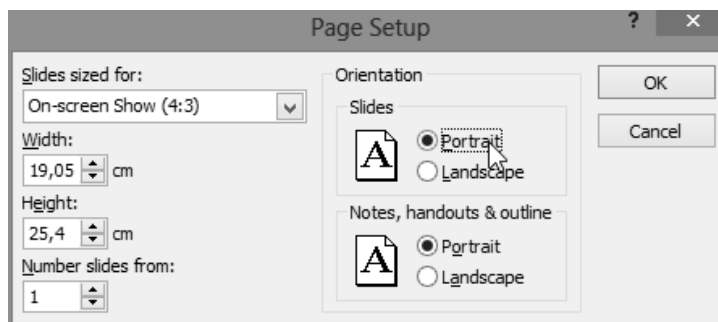 Page Setup
?
×
Slides sized for:
On-screen Show (4:3)
Width:
19,05 cm
Height:
25,4 cm
Number slides from:
1
Orientation
Slides
A
Portrait
Landscape
Notes, handouts & outline
A
Portrait
Landscape
OK
Cancel